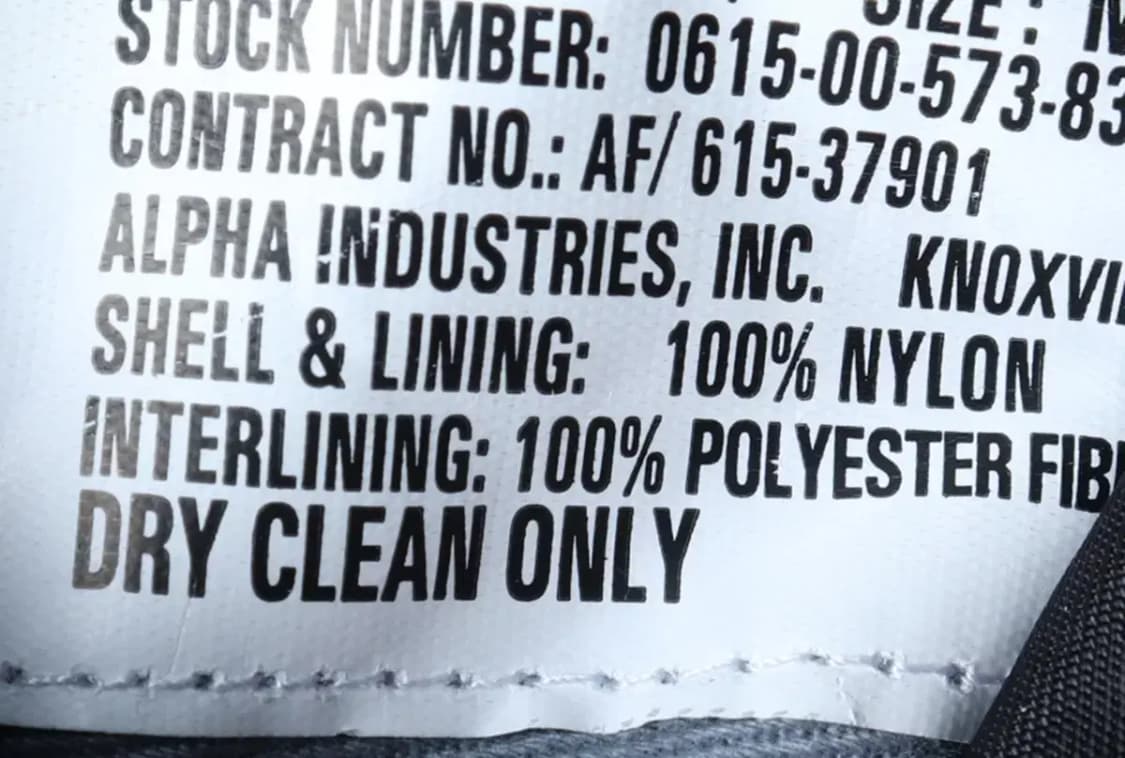 SIZE :
STOCK NUMBER: 0615-00-573-83
CONTRACT NO.: AF/ 615-37901
ALPHA INDUSTRIES, INC. KNOXVI
SHELL & LINING: 100% NYLON
INTERLINING: 100% POLYESTER FIB
DRY CLEAN ONLY